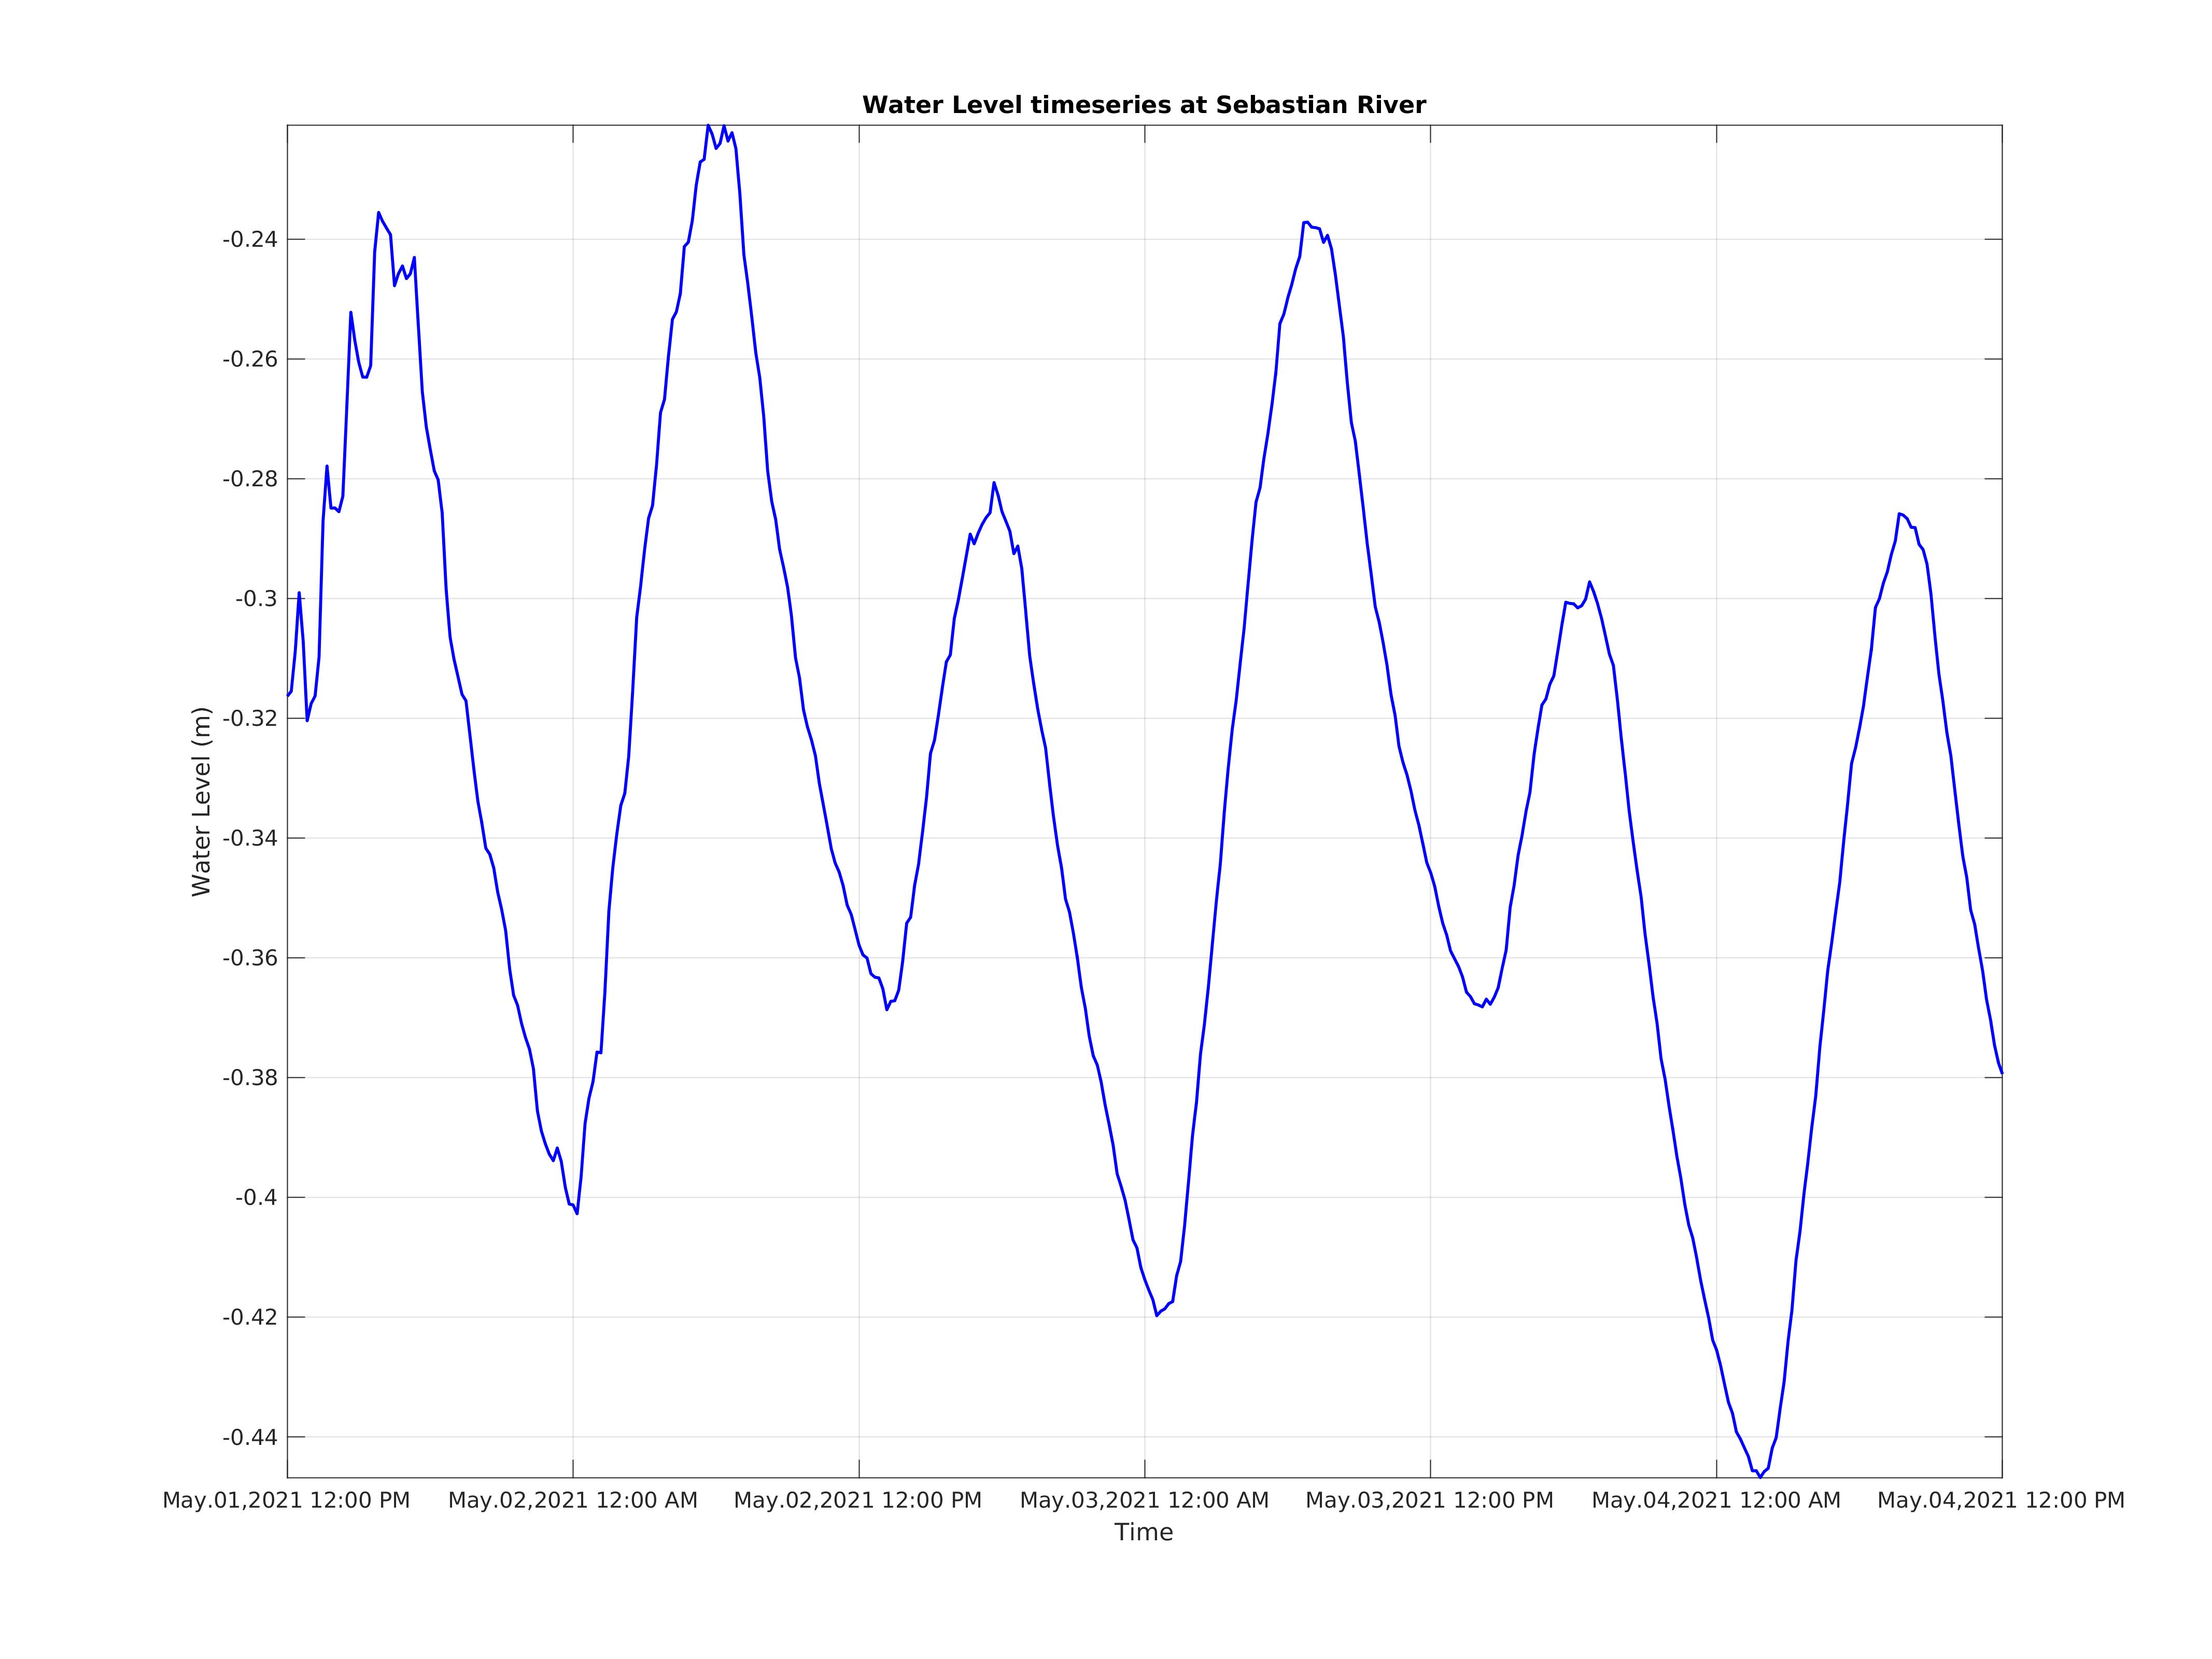 Water Level timeseries at Sebastian River
-0.24
-0.26
-0.28
-0.3
-0.32
-0.34
-0.36
-0.38
-0.4
-0.42
-0.44
Water Level (m)
May.01,2021 12:00 PM
May.02,2021 12:00 AM
May.02,2021 12:00 PM
May.03,2021 12:00 AM
May.03,2021 12:00 PM
May.04,2021 12:00 AM
May.04,2021 12:00 PM
Time